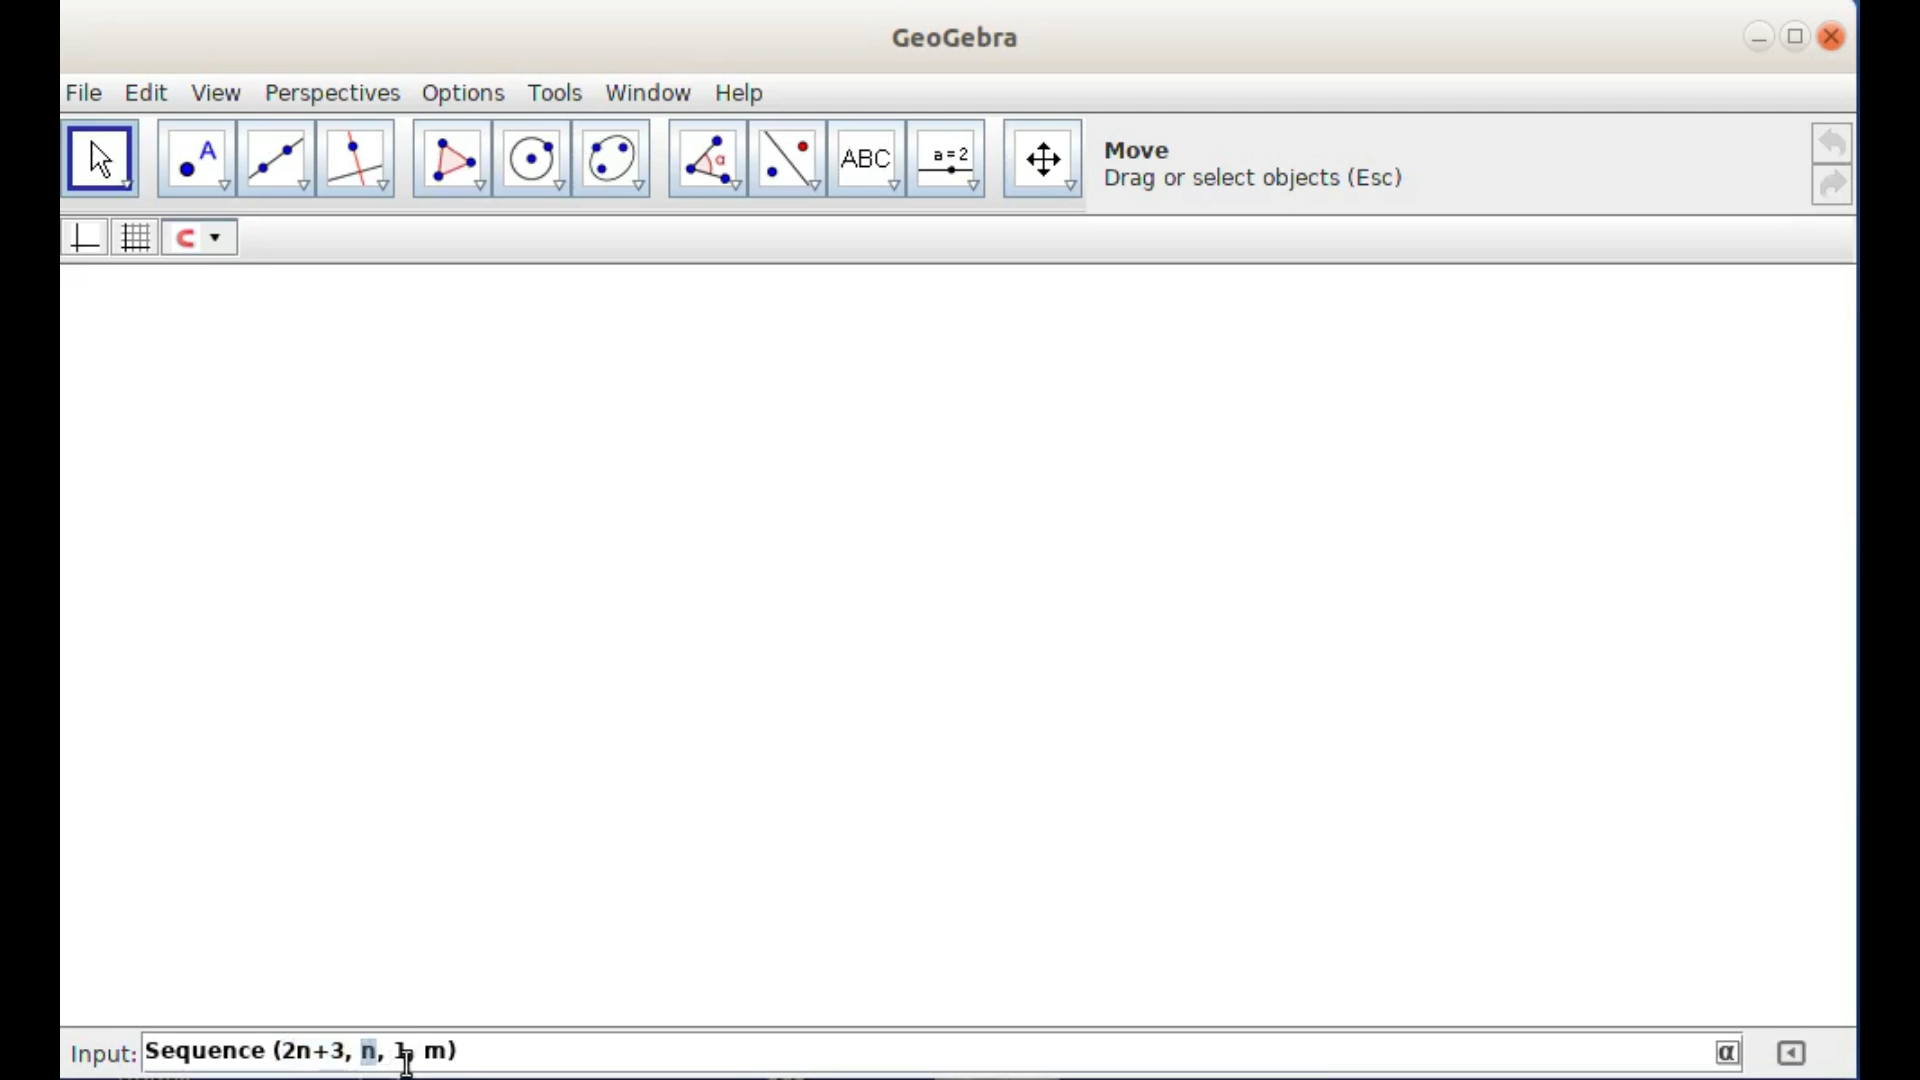 GeoGebra
File Edit View Perspectives Options Tools Window Help
A α ABC a=2
Move
Drag or select objects (Esc)
Input: Sequence (2n+3, n, 1, m) α